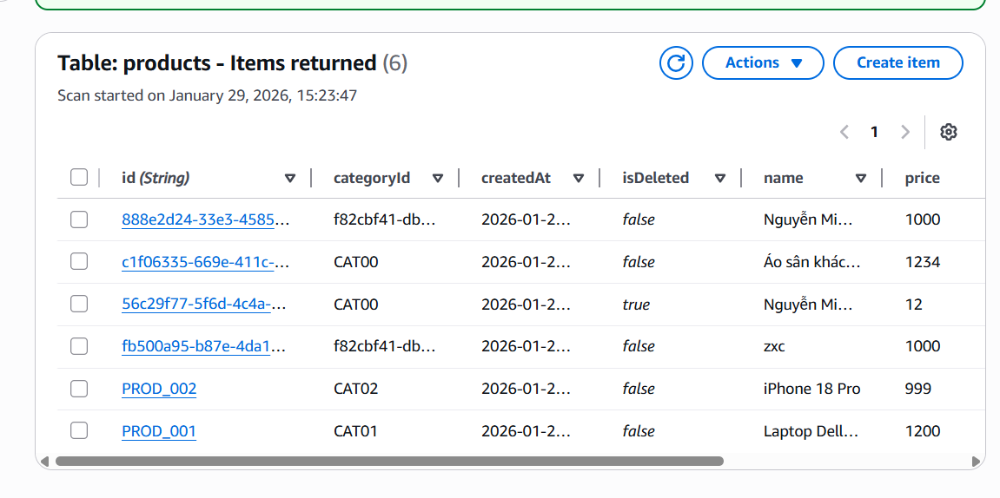 Table: products - Items returned (6)
Actions
Create item
Scan started on January 29, 2026, 15:23:47
1
id (String) categoryId createdAt isDeleted name price
888e2d24-33e3-4585... f82cbf41-db... 2026-01-2... false Nguyễn Mi... 1000
c1f06335-669e-411c-... CAT00 2026-01-2... false Áo sân khác... 1234
56c29f77-5f6d-4c4a-... CAT00 2026-01-2... true Nguyễn Mi... 12
fb500a95-b87e-4da1... f82cbf41-db... 2026-01-2... false zxc 1000
PROD_002 CAT02 2026-01-2... false iPhone 18 Pro 999
PROD_001 CAT01 2026-01-2... false Laptop Dell... 1200